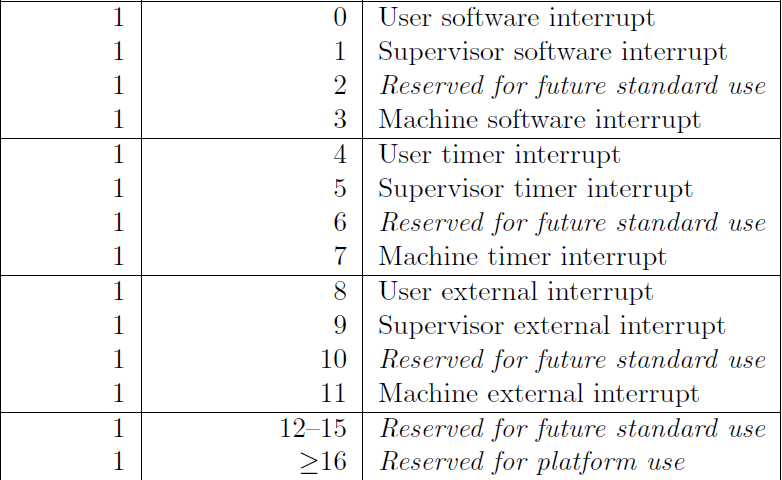 1 0 User software interrupt
1 1 Supervisor software interrupt
1 2 Reserved for future standard use
1 3 Machine software interrupt
1 4 User timer interrupt
1 5 Supervisor timer interrupt
1 6 Reserved for future standard use
1 7 Machine timer interrupt
1 8 User external interrupt
1 9 Supervisor external interrupt
1 10 Reserved for future standard use
1 11 Machine external interrupt
1 12–15 Reserved for future standard use
1 ≥16 Reserved for platform use